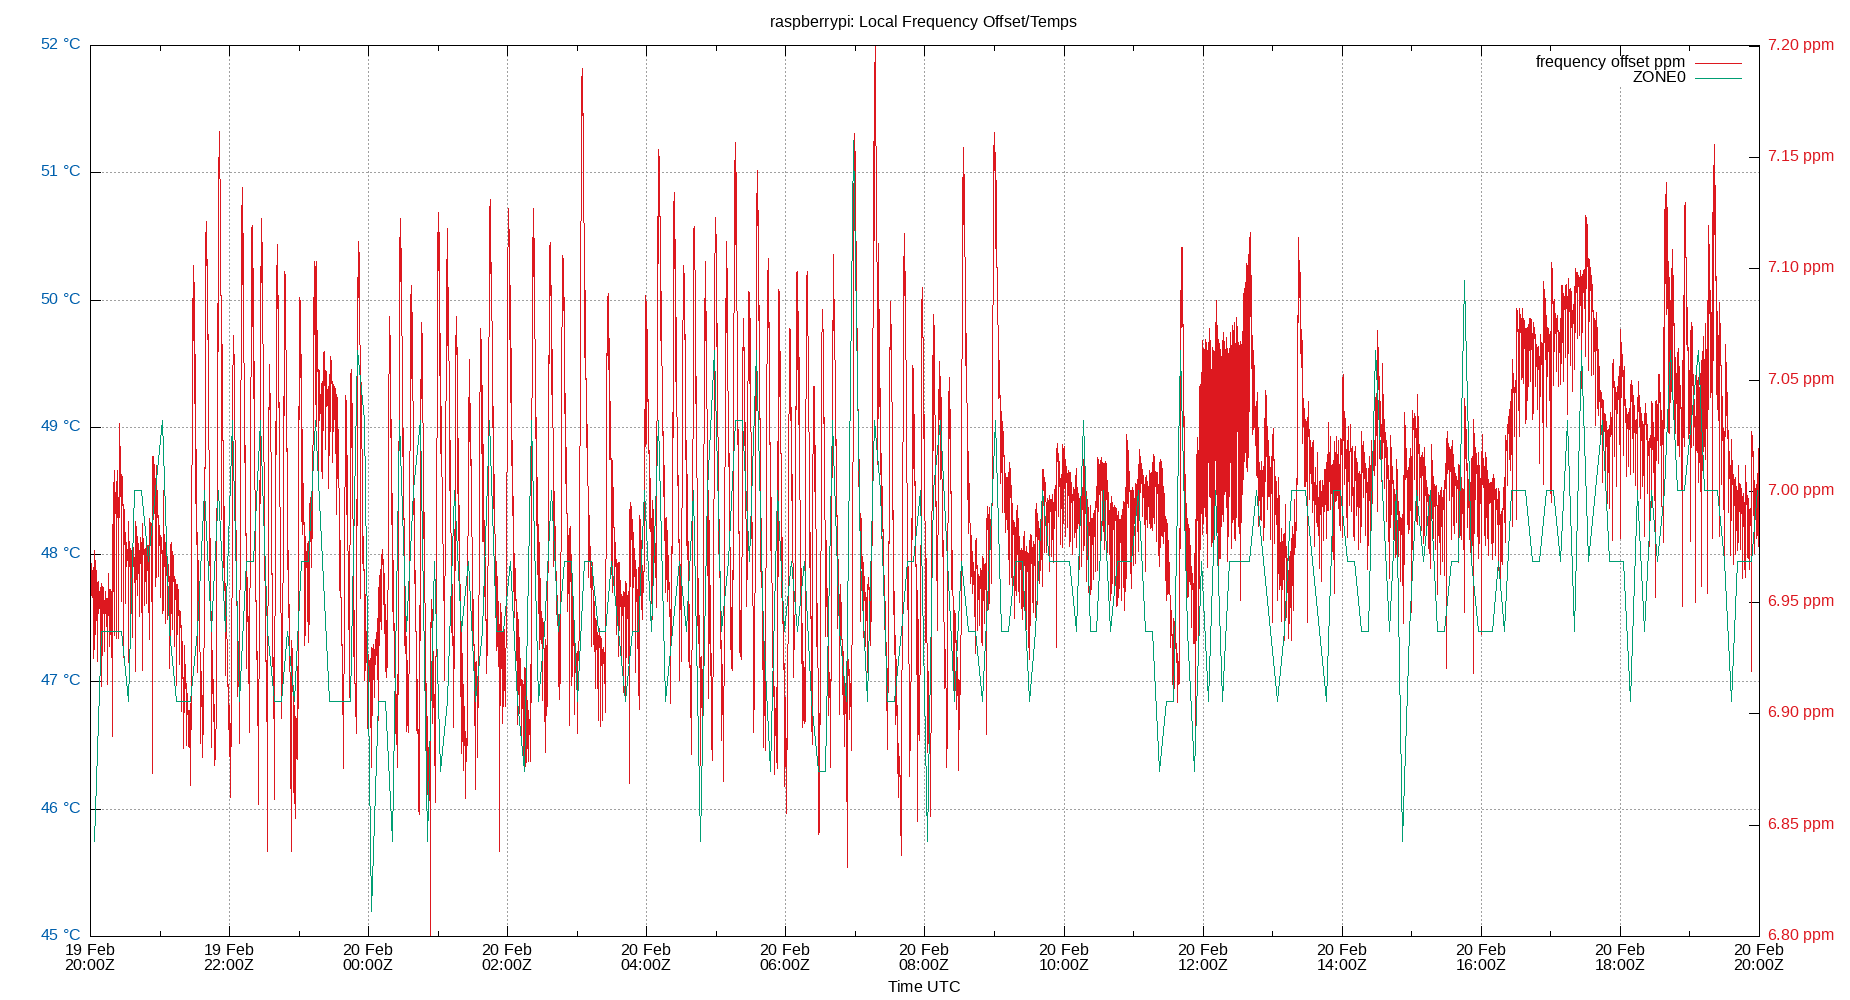 raspberrypi: Local Frequency Offset/Temps
52 °C
7.20 ppm
frequency offset ppm
ZONE0
7.15 ppm
51 °C
7.10 ppm
50 °C
7.05 ppm
49 °C
7.00 ppm
48 °C
6.95 ppm
47 °C
6.90 ppm
46 °C
6.85 ppm
45 °C
6.80 ppm
19 Feb 19 Feb 20 Feb 20 Feb 20 Feb 20 Feb 20 Feb 20 Feb 20 Feb 20 Feb 20 Feb 20 Feb 20 Feb
20:00Z 22:00Z 00:00Z 02:00Z 04:00Z 06:00Z 08:00Z 10:00Z 12:00Z 14:00Z 16:00Z 18:00Z 20:00Z
Time UTC